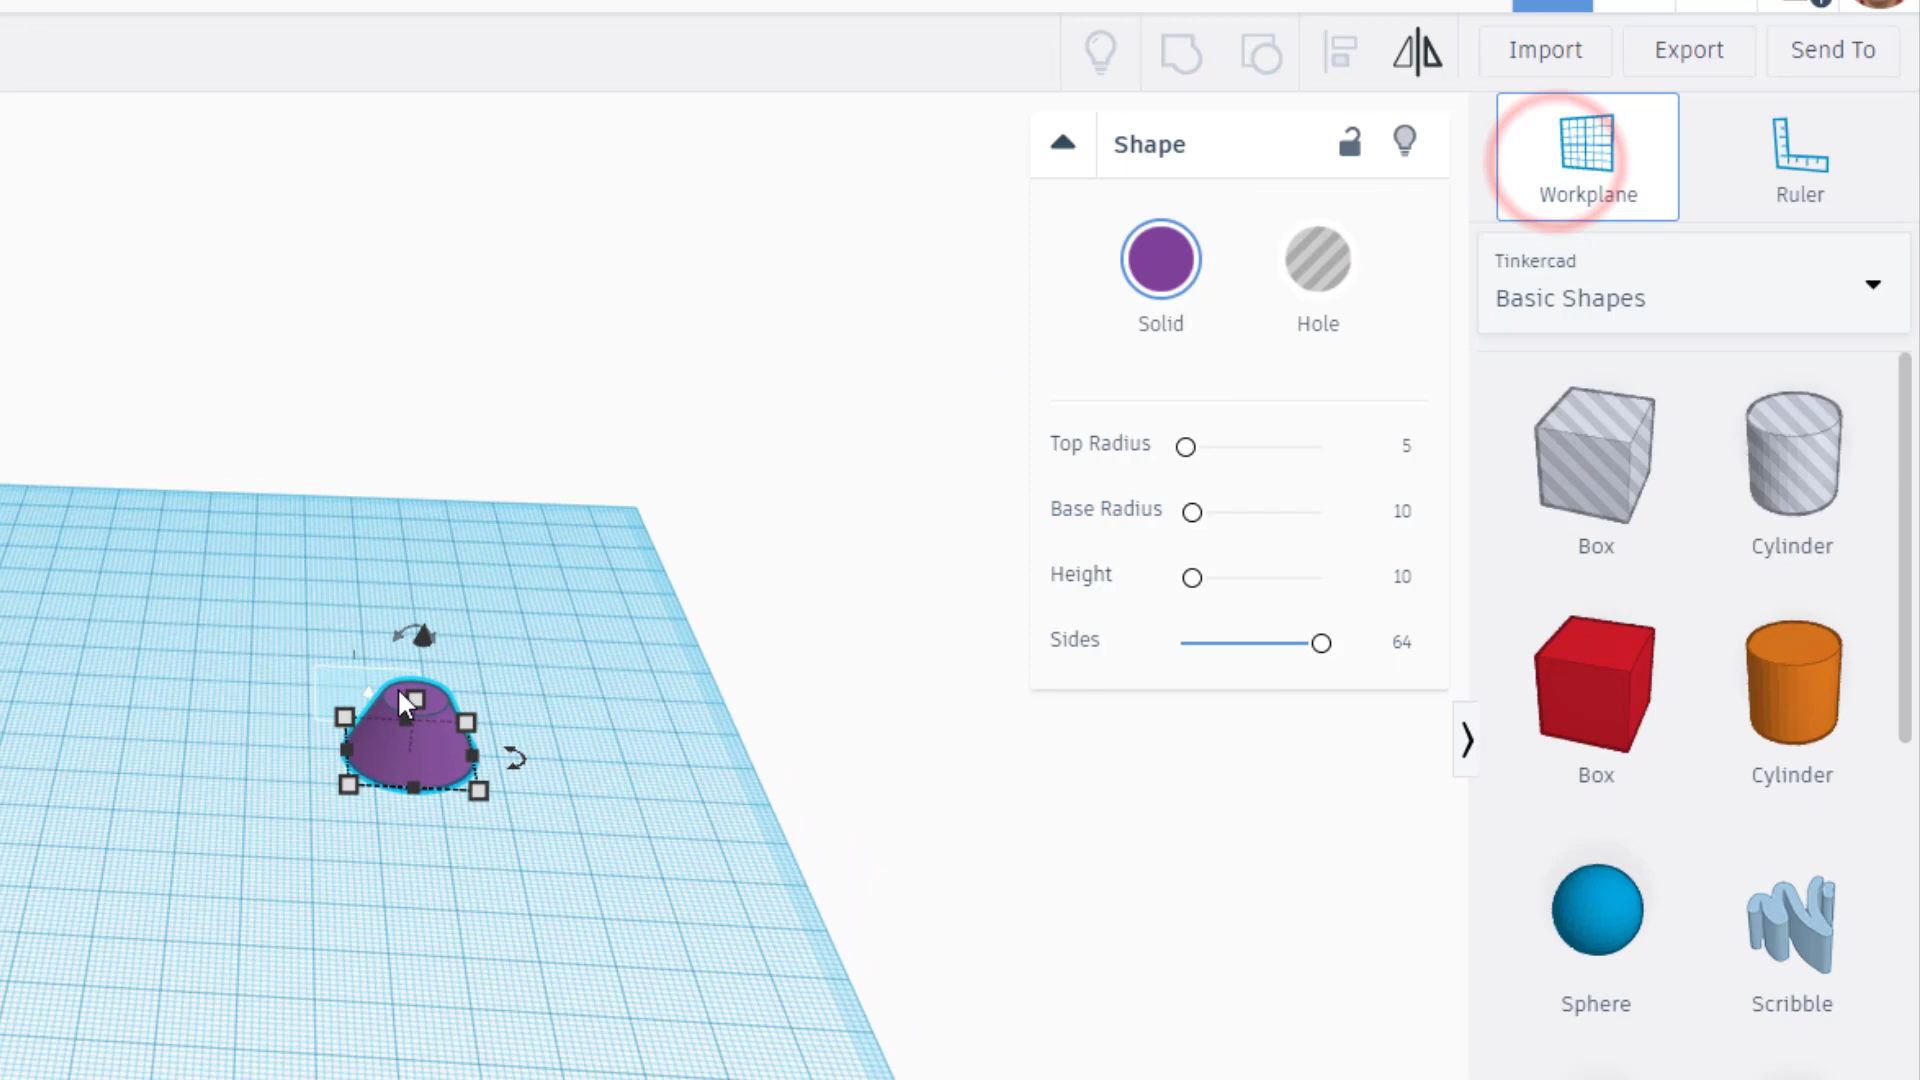 Import
Export
Send To
Shape
Workplane
Ruler
Solid
Hole
Tinkercad
Basic Shapes
Top Radius 5
Base Radius 10
Height 10
Sides 64
Box
Cylinder
Box
Cylinder
Sphere
Scribble